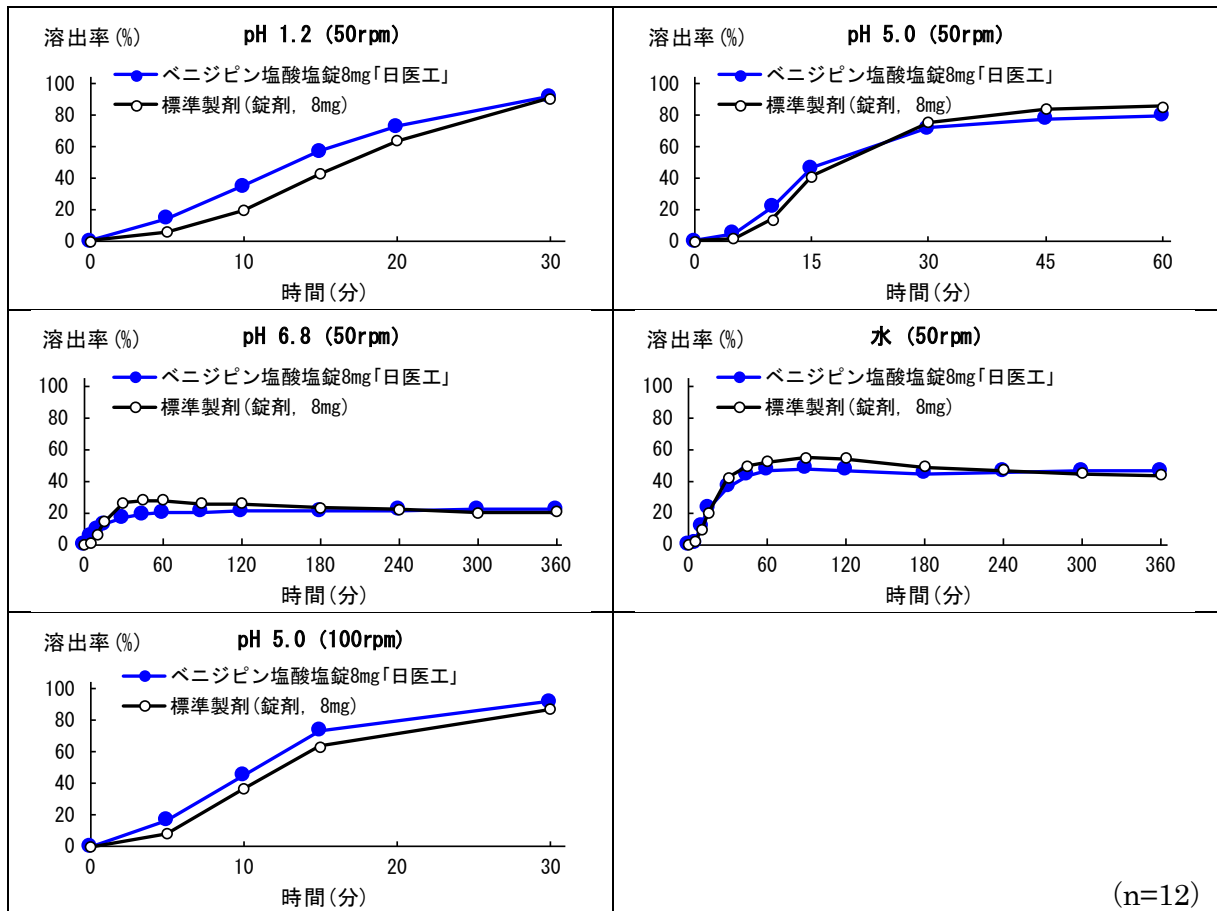 溶出率(%)
pH 1.2 (50rpm)
ベニジピン塩酸塩錠8mg「日医工」
標準製剤(錠剤, 8mg)
100
80
60
40
20
0
0 10 20 30
時間(分)
溶出率(%)
pH 5.0 (50rpm)
ベニジピン塩酸塩錠8mg「日医工」
標準製剤(錠剤, 8mg)
100
80
60
40
20
0
0 15 30 45 60
時間(分)
溶出率(%)
pH 6.8 (50rpm)
ベニジピン塩酸塩錠8mg「日医工」
標準製剤(錠剤, 8mg)
100
80
60
40
20
0
0 60 120 180 240 300 360
時間(分)
溶出率(%)
水 (50rpm)
ベニジピン塩酸塩錠8mg「日医工」
標準製剤(錠剤, 8mg)
100
80
60
40
20
0
0 60 120 180 240 300 360
時間(分)
溶出率(%)
pH 5.0 (100rpm)
ベニジピン塩酸塩錠8mg「日医工」
標準製剤(錠剤, 8mg)
100
80
60
40
20
0
0 10 20 30
時間(分)
(n=12)